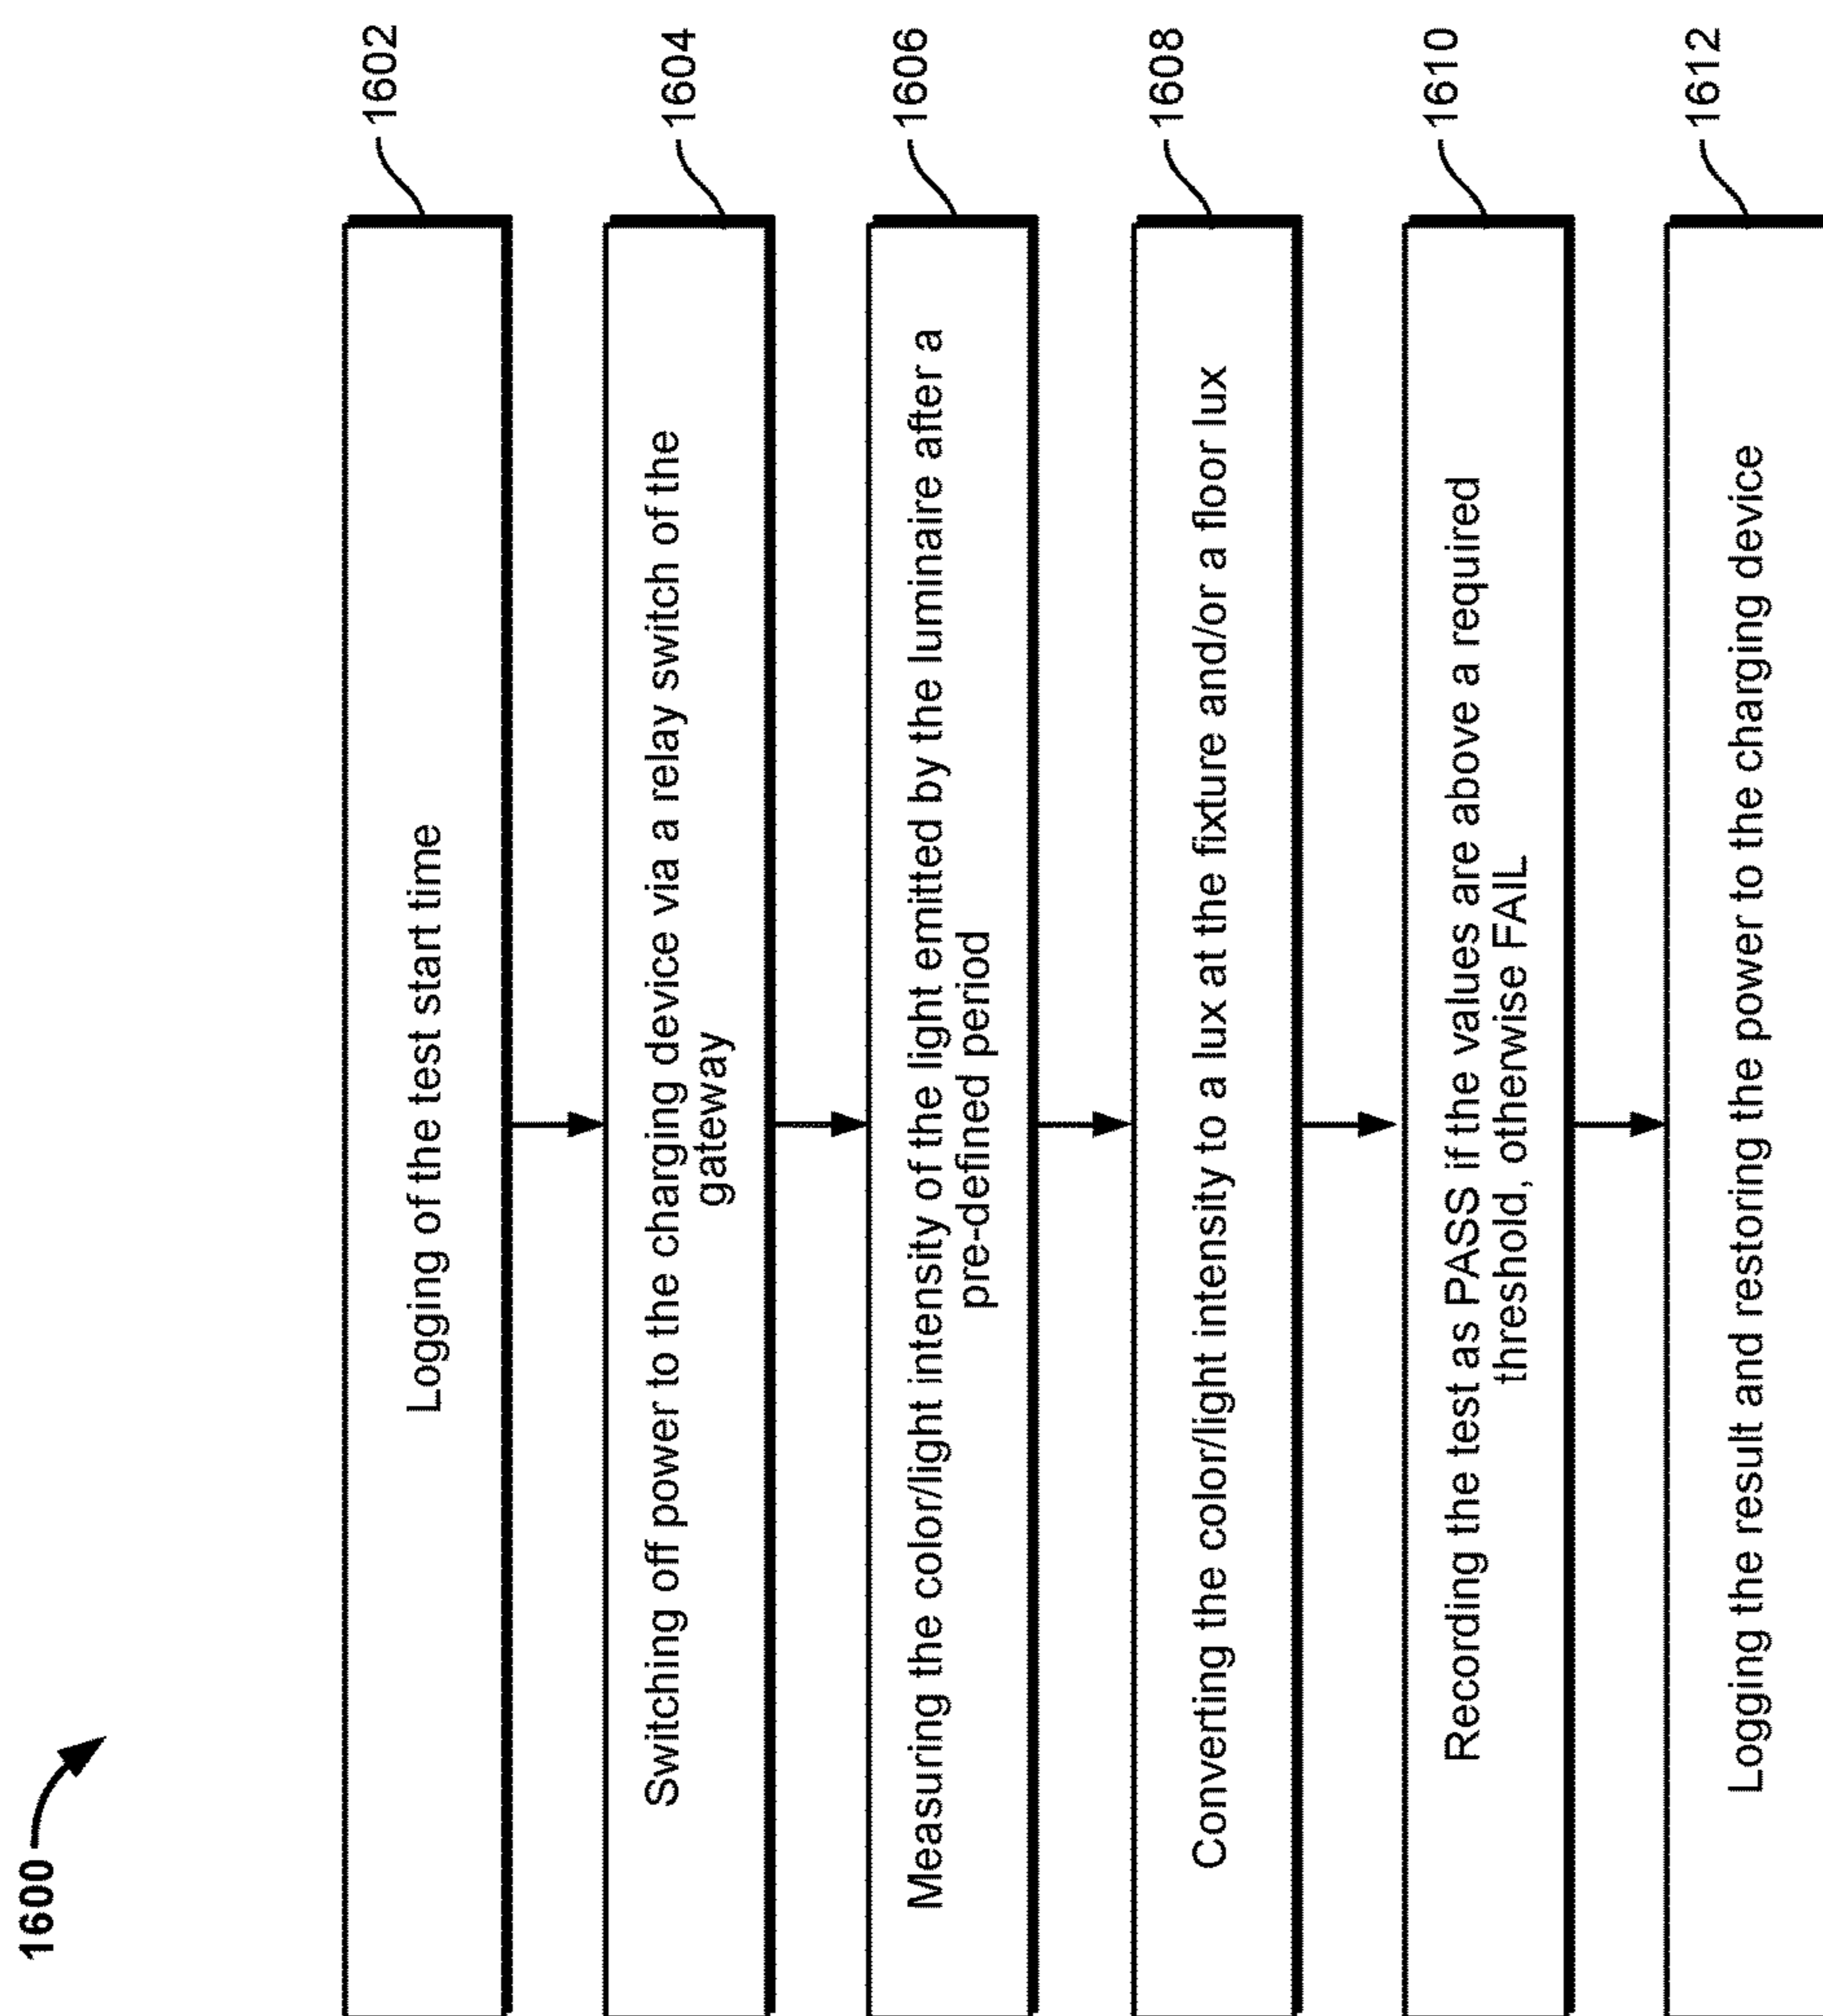 1600
Logging of the test start time
1602
Switching off power to the charging device via a relay switch of the
gateway
1604
Measuring the color/light intensity of the light emitted by the luminaire after a
pre-defined period
1606
Converting the color/light intensity to a lux at the fixture and/or a floor lux
1608
Recording the test as PASS if the values are above a required
threshold, otherwise FAIL
1610
Logging the result and restoring the power to the charging device
1612